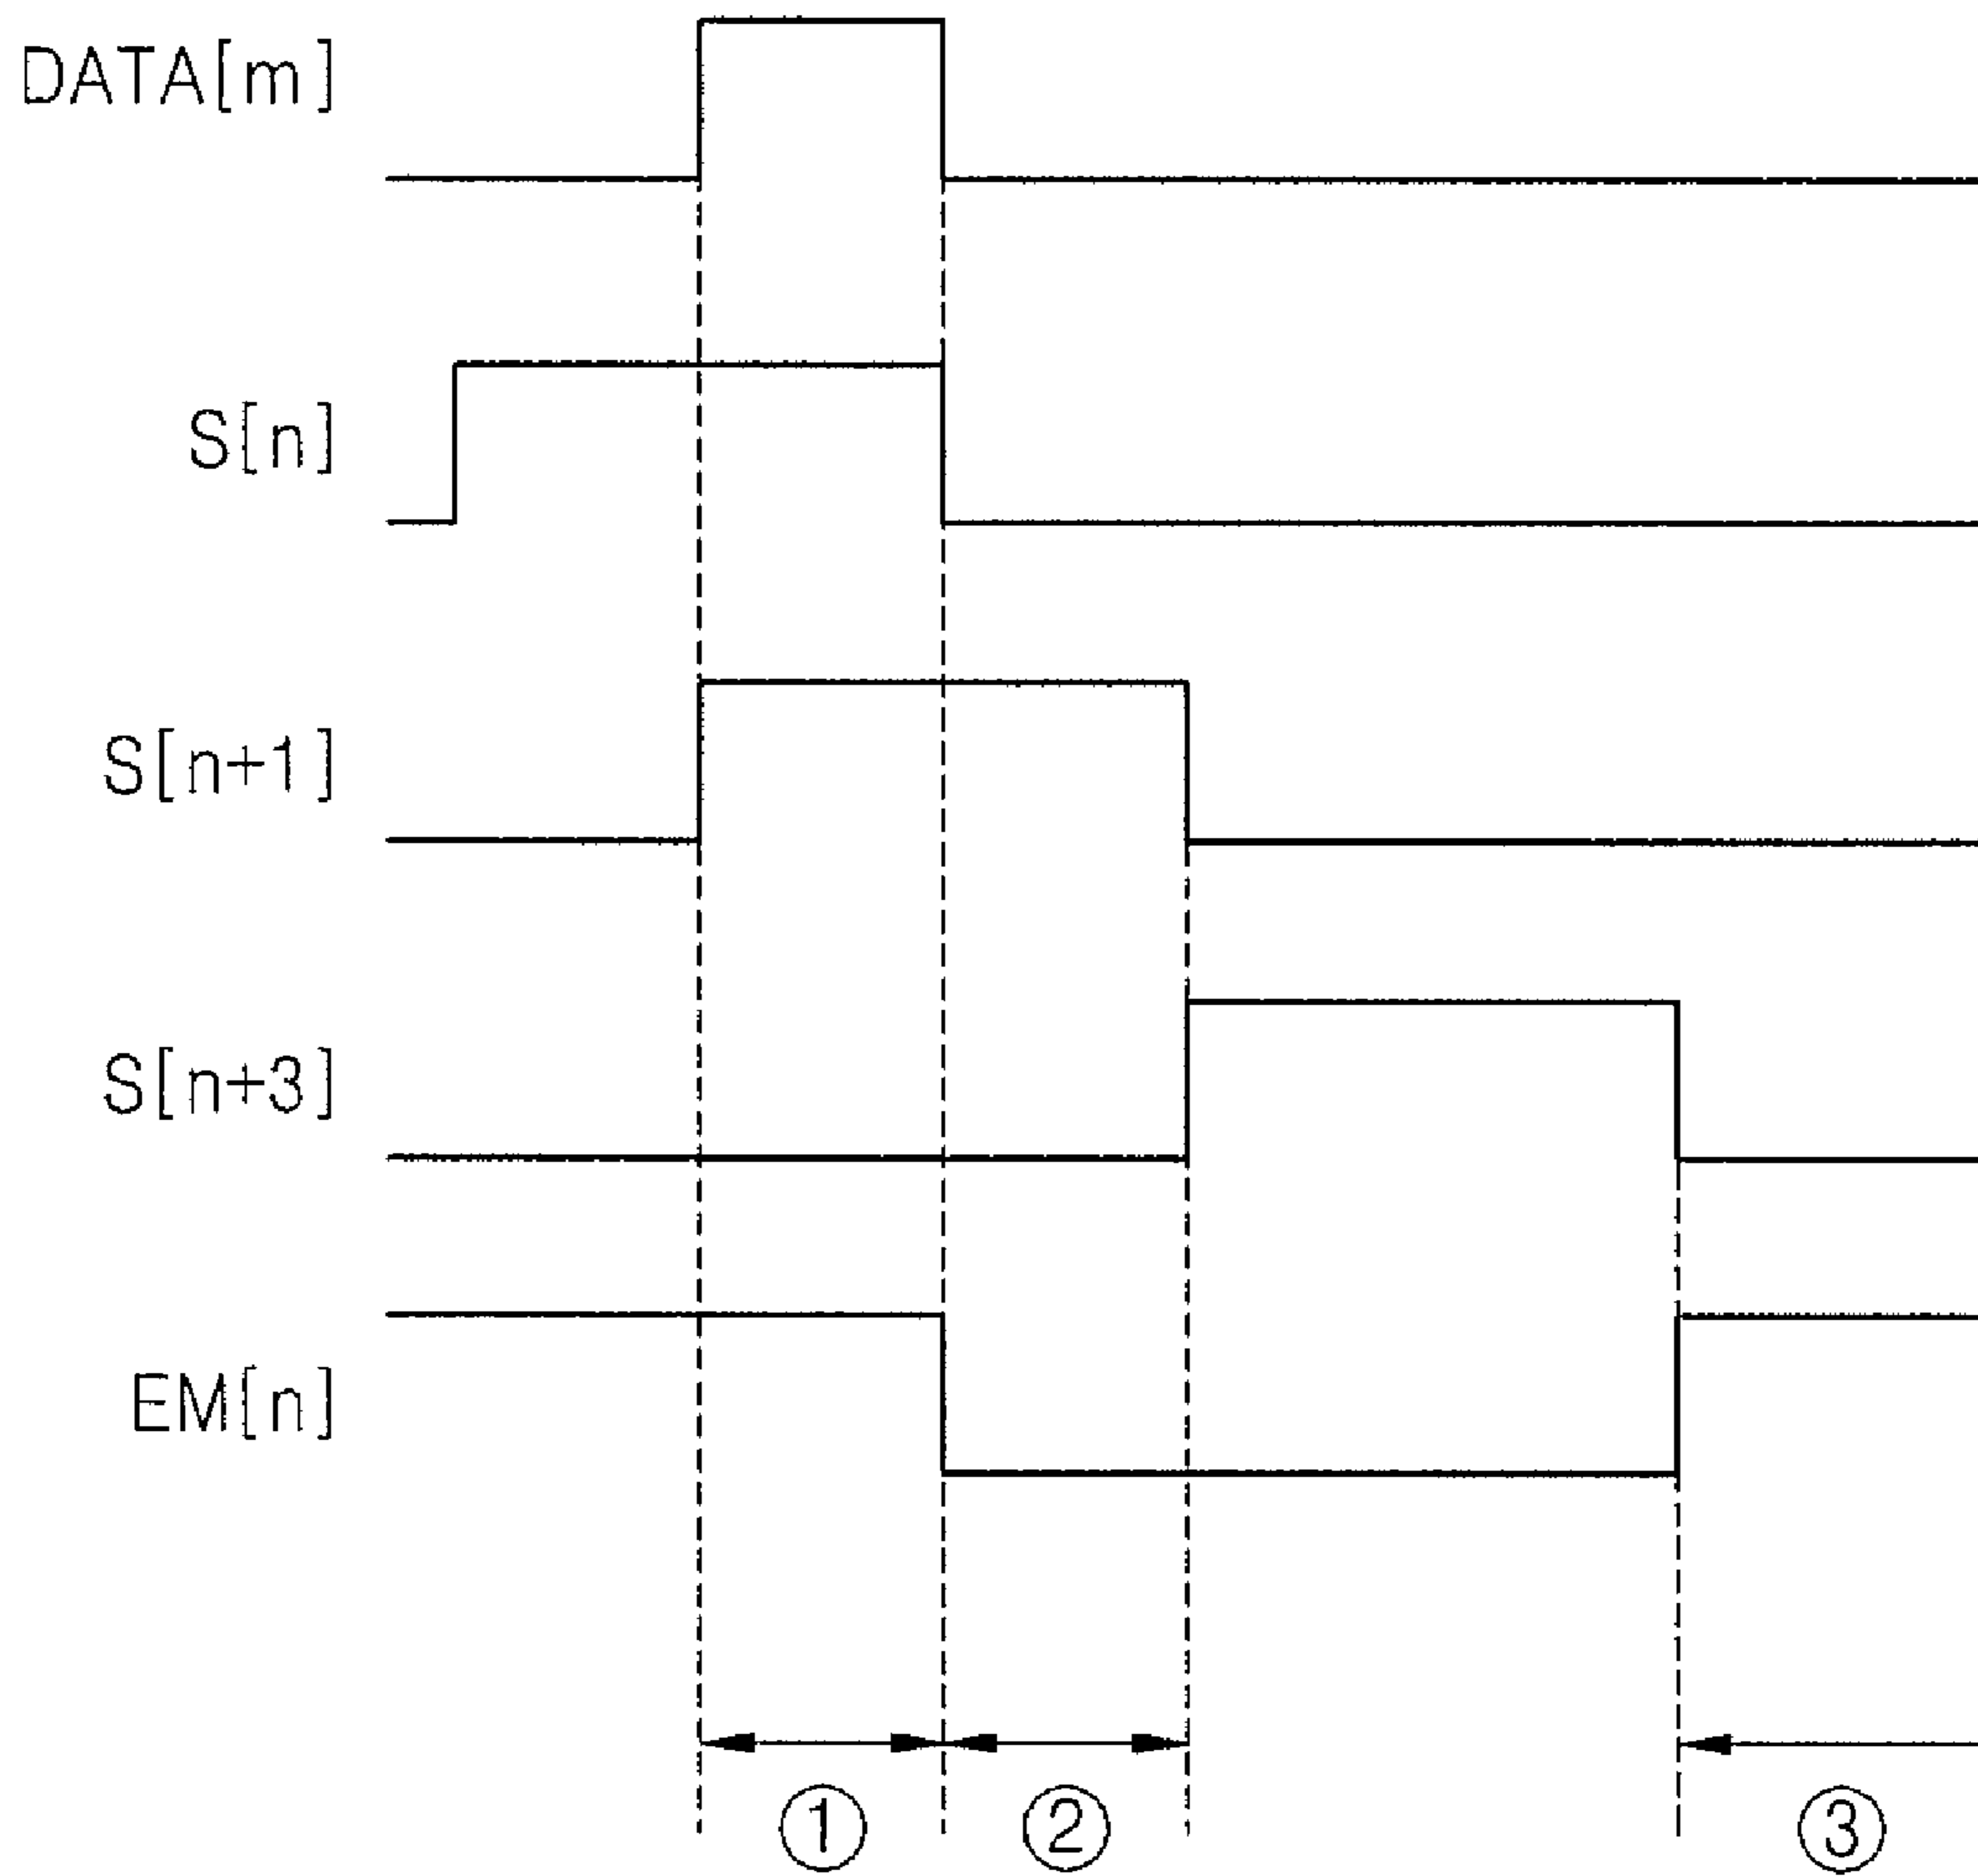 DATA[m]
S[n]
S[n+1]
S[n+3]
EM[n]
① ② ③